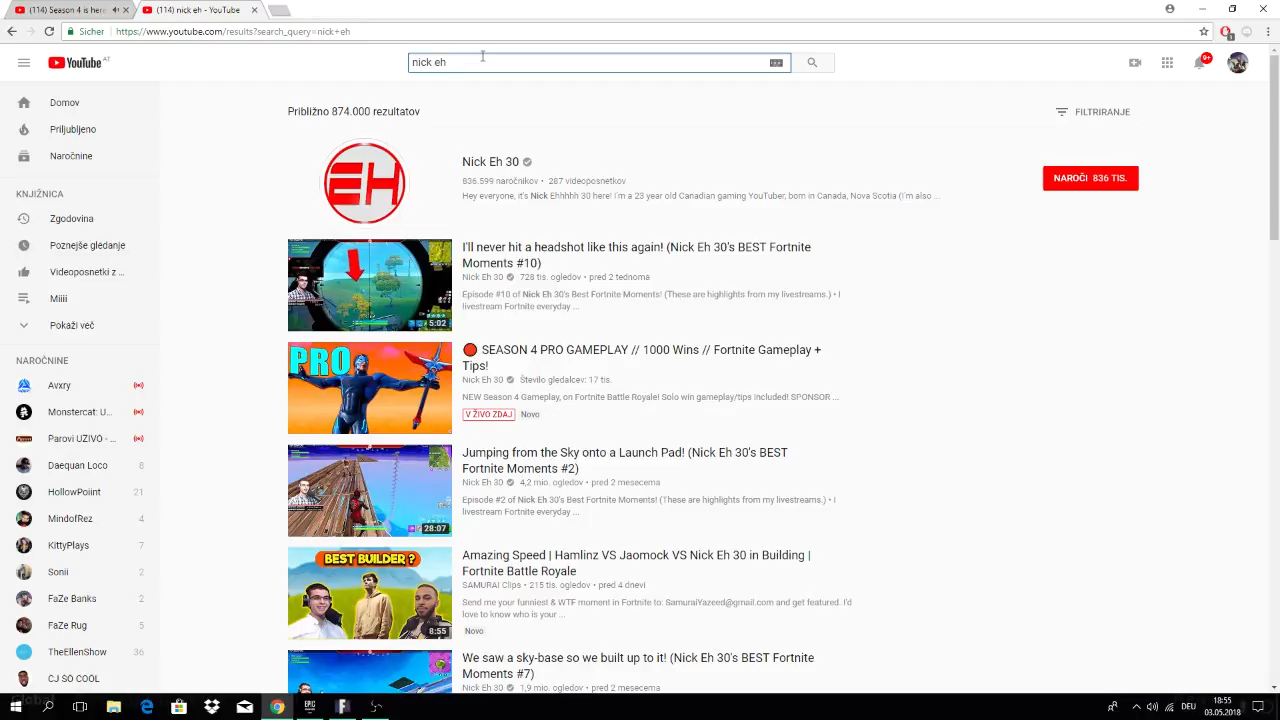 (114) Season 4 is here
(114) nick eh - YouTube
Sicher
https://www.youtube.com/results?search_query=nick+eh
YouTube AT
nick eh
9+
Približno 874.000 rezultatov
FILTRIRANJE
Domov
Priljubljeno
Naročnine
KNJIŽNICA
Zgodovina
Poznejše gledanje
Videoposnetki z ...
Miiii
Pokaži več
NAROČNINE
Avxry
Monstercat: U...
Parovi UŽIVO - ...
Daequan Loco 8
HollowPoiint 21
MindofRez 4
KittyPlays 7
Sonii 2
FaZe Banks 2
FaZe Rug 5
TheEllenShow 36
CJ SO COOL
EH
Nick Eh 30
836.599 naročnikov • 287 videoposnetkov
Hey everyone, it's Nick Ehhhhh 30 here! I'm a 23 year old Canadian gaming YouTuber, born in Canada, Nova Scotia (I'm also ...
NAROČI 836 TIS.
5:02
I'll never hit a headshot like this again! (Nick Eh 30's BEST Fortnite
Moments #10)
Nick Eh 30 728 tis. ogledov • pred 2 tednoma
Episode #10 of Nick Eh 30's Best Fortnite Moments! (These are highlights from my livestreams.) • I
livestream Fortnite everyday ...
PRO
SEASON 4 PRO GAMEPLAY // 1000 Wins // Fortnite Gameplay +
Tips!
Nick Eh 30 Število gledalcev: 17 tis.
NEW Season 4 Gameplay, on Fortnite Battle Royale! Solo win gameplay/tips included! SPONSOR ...
V ŽIVO ZDAJ Novo
28:07
Jumping from the Sky onto a Launch Pad! (Nick Eh 30's BEST
Fortnite Moments #2)
Nick Eh 30 4,2 mio. ogledov • pred 2 mesecema
Episode #2 of Nick Eh 30's Best Fortnite Moments! (These are highlights from my livestreams.) • I
livestream Fortnite everyday ...
BEST BUILDER ?
8:55
Amazing Speed | Hamlinz VS Jaomock VS Nick Eh 30 in Building |
Fortnite Battle Royale
SAMURAI Clips • 215 tis. ogledov • pred 4 dnevi
Send me your funniest & WTF moment in Fortnite to: SamuraiYazeed@gmail.com and get featured. I'd
love to know who is your ...
Novo
We saw a sky-base so we built up to it! (Nick Eh 30's BEST Fortnite
Moments #7)
Nick Eh 30 1,9 mio. ogledov • pred 2 mesecema
Global
EPIC
DEU
18:55
03.05.2018